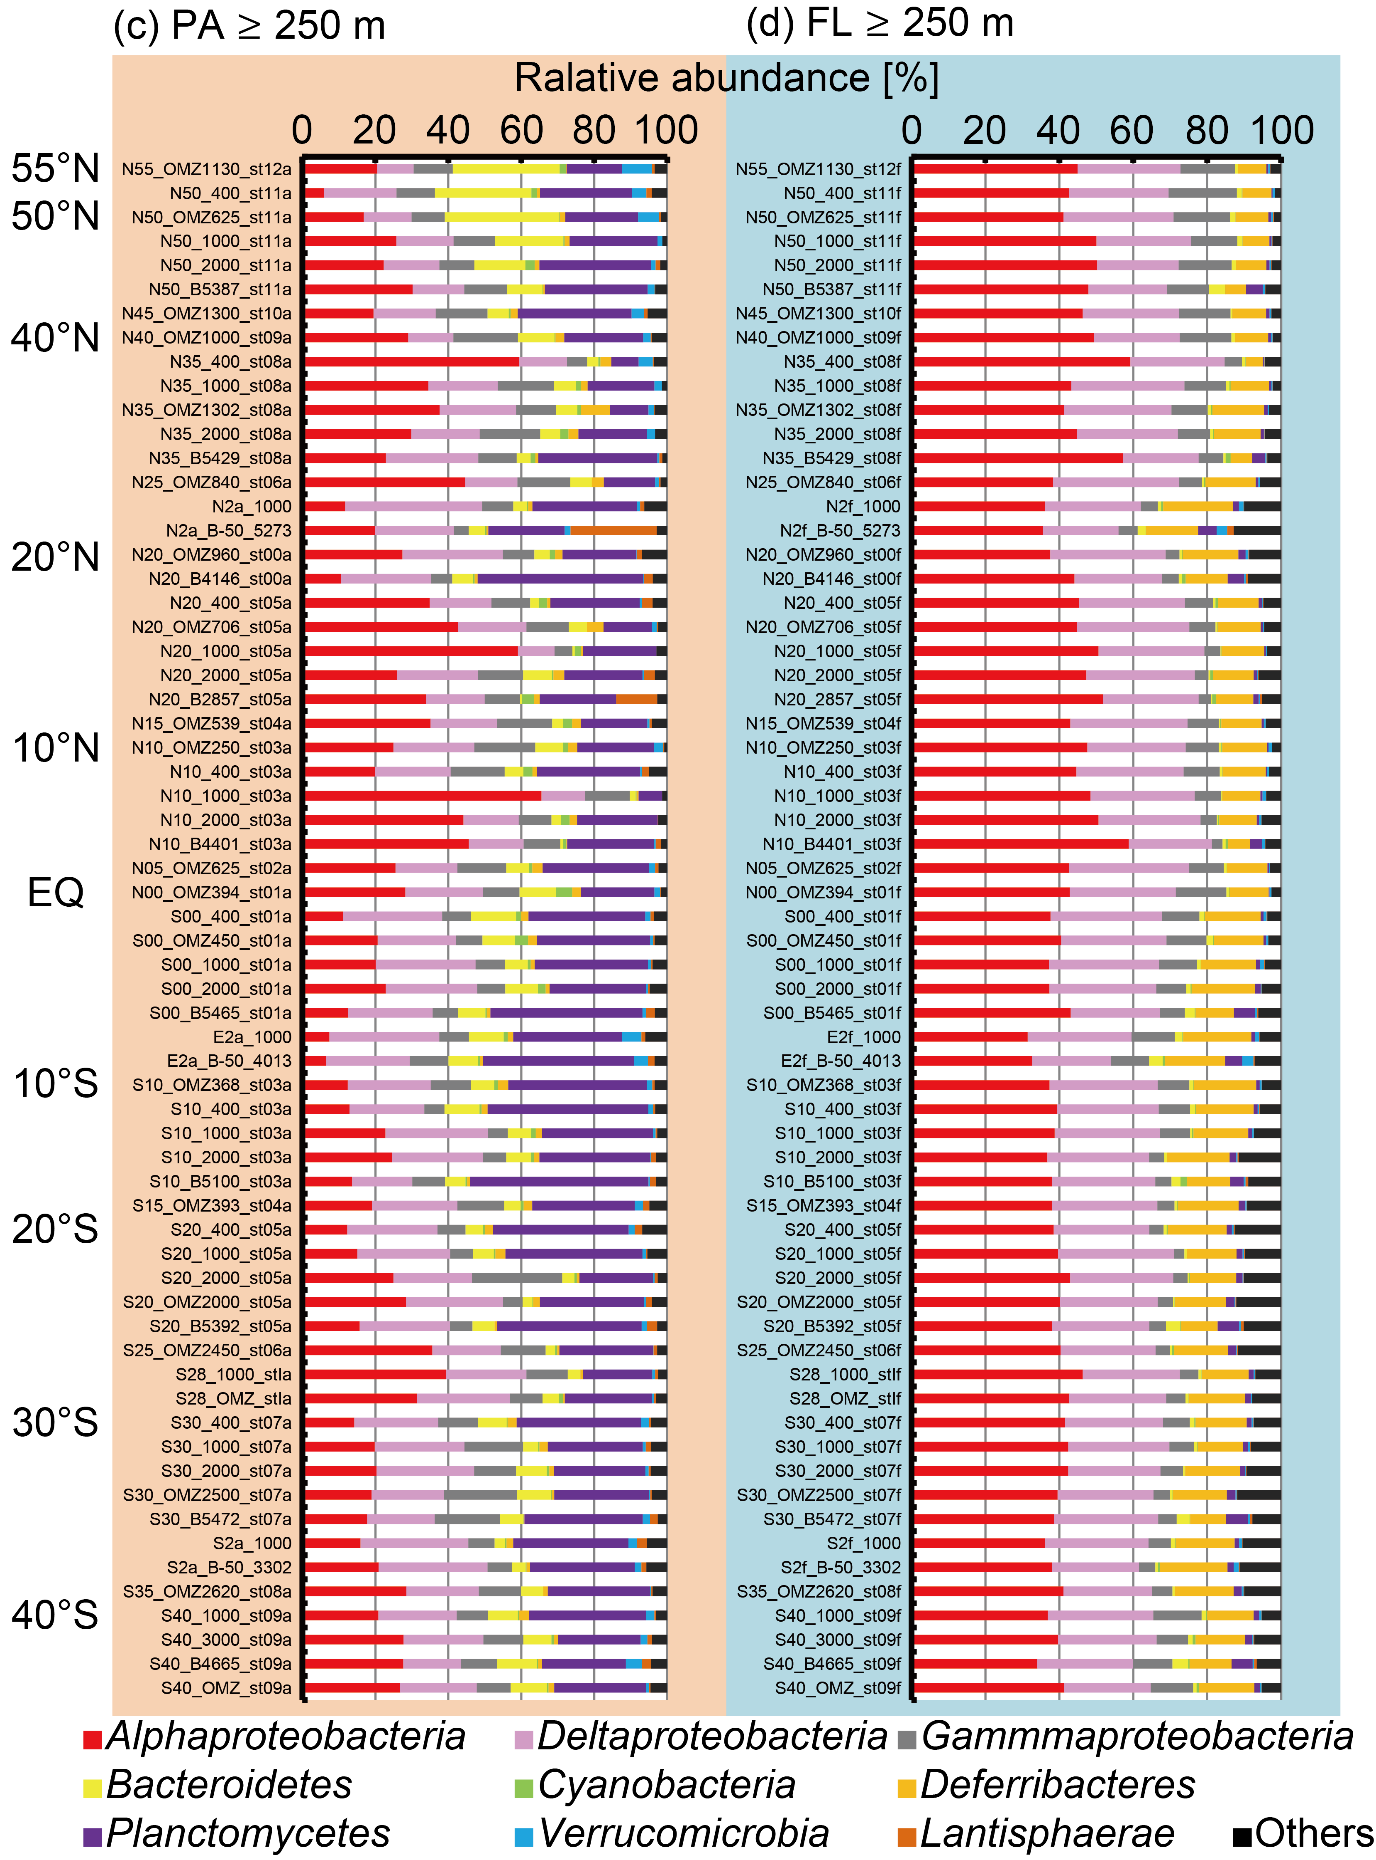 (c) PA ≥ 250 m
(d) FL ≥ 250 m
Ralative abundance [%]
0 20 40 60 80 100
0 20 40 60 80 100
55°N
50°N
40°N
20°N
10°N
EQ
10°S
20°S
30°S
40°S
N55_OMZ1130_st12a
N50_400_st11a
N50_OMZ625_st11a
N50_1000_st11a
N50_2000_st11a
N50_B5387_st11a
N45_OMZ1300_st10a
N40_OMZ1000_st09a
N35_400_st08a
N35_1000_st08a
N35_OMZ1302_st08a
N35_2000_st08a
N35_B5429_st08a
N25_OMZ840_st06a
N2a_1000
N2a_B-50_5273
N20_OMZ960_st00a
N20_B4146_st00a
N20_400_st05a
N20_OMZ706_st05a
N20_1000_st05a
N20_2000_st05a
N20_B2857_st05a
N15_OMZ539_st04a
N10_OMZ250_st03a
N10_400_st03a
N10_1000_st03a
N10_2000_st03a
N10_B4401_st03a
N05_OMZ625_st02a
N00_OMZ394_st01a
S00_400_st01a
S00_OMZ450_st01a
S00_1000_st01a
S00_2000_st01a
S00_B5465_st01a
E2a_1000
E2a_B-50_4013
S10_OMZ368_st03a
S10_400_st03a
S10_1000_st03a
S10_2000_st03a
S10_B5100_st03a
S15_OMZ393_st04a
S20_400_st05a
S20_1000_st05a
S20_2000_st05a
S20_OMZ2000_st05a
S20_B5392_st05a
S25_OMZ2450_st06a
S28_1000_stIa
S28_OMZ_stIa
S30_400_st07a
S30_1000_st07a
S30_2000_st07a
S30_OMZ2500_st07a
S30_B5472_st07a
S2a_1000
S2a_B-50_3302
S35_OMZ2620_st08a
S40_1000_st09a
S40_3000_st09a
S40_B4665_st09a
S40_OMZ_st09a
N55_OMZ1130_st12f
N50_400_st11f
N50_OMZ625_st11f
N50_1000_st11f
N50_2000_st11f
N50_B5387_st11f
N45_OMZ1300_st10f
N40_OMZ1000_st09f
N35_400_st08f
N35_1000_st08f
N35_OMZ1302_st08f
N35_2000_st08f
N35_B5429_st08f
N25_OMZ840_st06f
N2f_1000
N2f_B-50_5273
N20_OMZ960_st00f
N20_B4146_st00f
N20_400_st05f
N20_OMZ706_st05f
N20_1000_st05f
N20_2000_st05f
N20_2857_st05f
N15_OMZ539_st04f
N10_OMZ250_st03f
N10_400_st03f
N10_1000_st03f
N10_2000_st03f
N10_B4401_st03f
N05_OMZ625_st02f
N00_OMZ394_st01f
S00_400_st01f
S00_OMZ450_st01f
S00_1000_st01f
S00_2000_st01f
S00_B5465_st01f
E2f_1000
E2f_B-50_4013
S10_OMZ368_st03f
S10_400_st03f
S10_1000_st03f
S10_2000_st03f
S10_B5100_st03f
S15_OMZ393_st04f
S20_400_st05f
S20_1000_st05f
S20_2000_st05f
S20_OMZ2000_st05f
S20_B5392_st05f
S25_OMZ2450_st06f
S28_1000_stIf
S28_OMZ_stIf
S30_400_st07f
S30_1000_st07f
S30_2000_st07f
S30_OMZ2500_st07f
S30_B5472_st07f
S2f_1000
S2f_B-50_3302
S35_OMZ2620_st08f
S40_1000_st09f
S40_3000_st09f
S40_B4665_st09f
S40_OMZ_st09f
Alphaproteobacteria Deltaproteobacteria Gammmaproteobacteria
Bacteroidetes Cyanobacteria Deferribacteres
Planctomycetes Verrucomicrobia Lantisphaerae Others